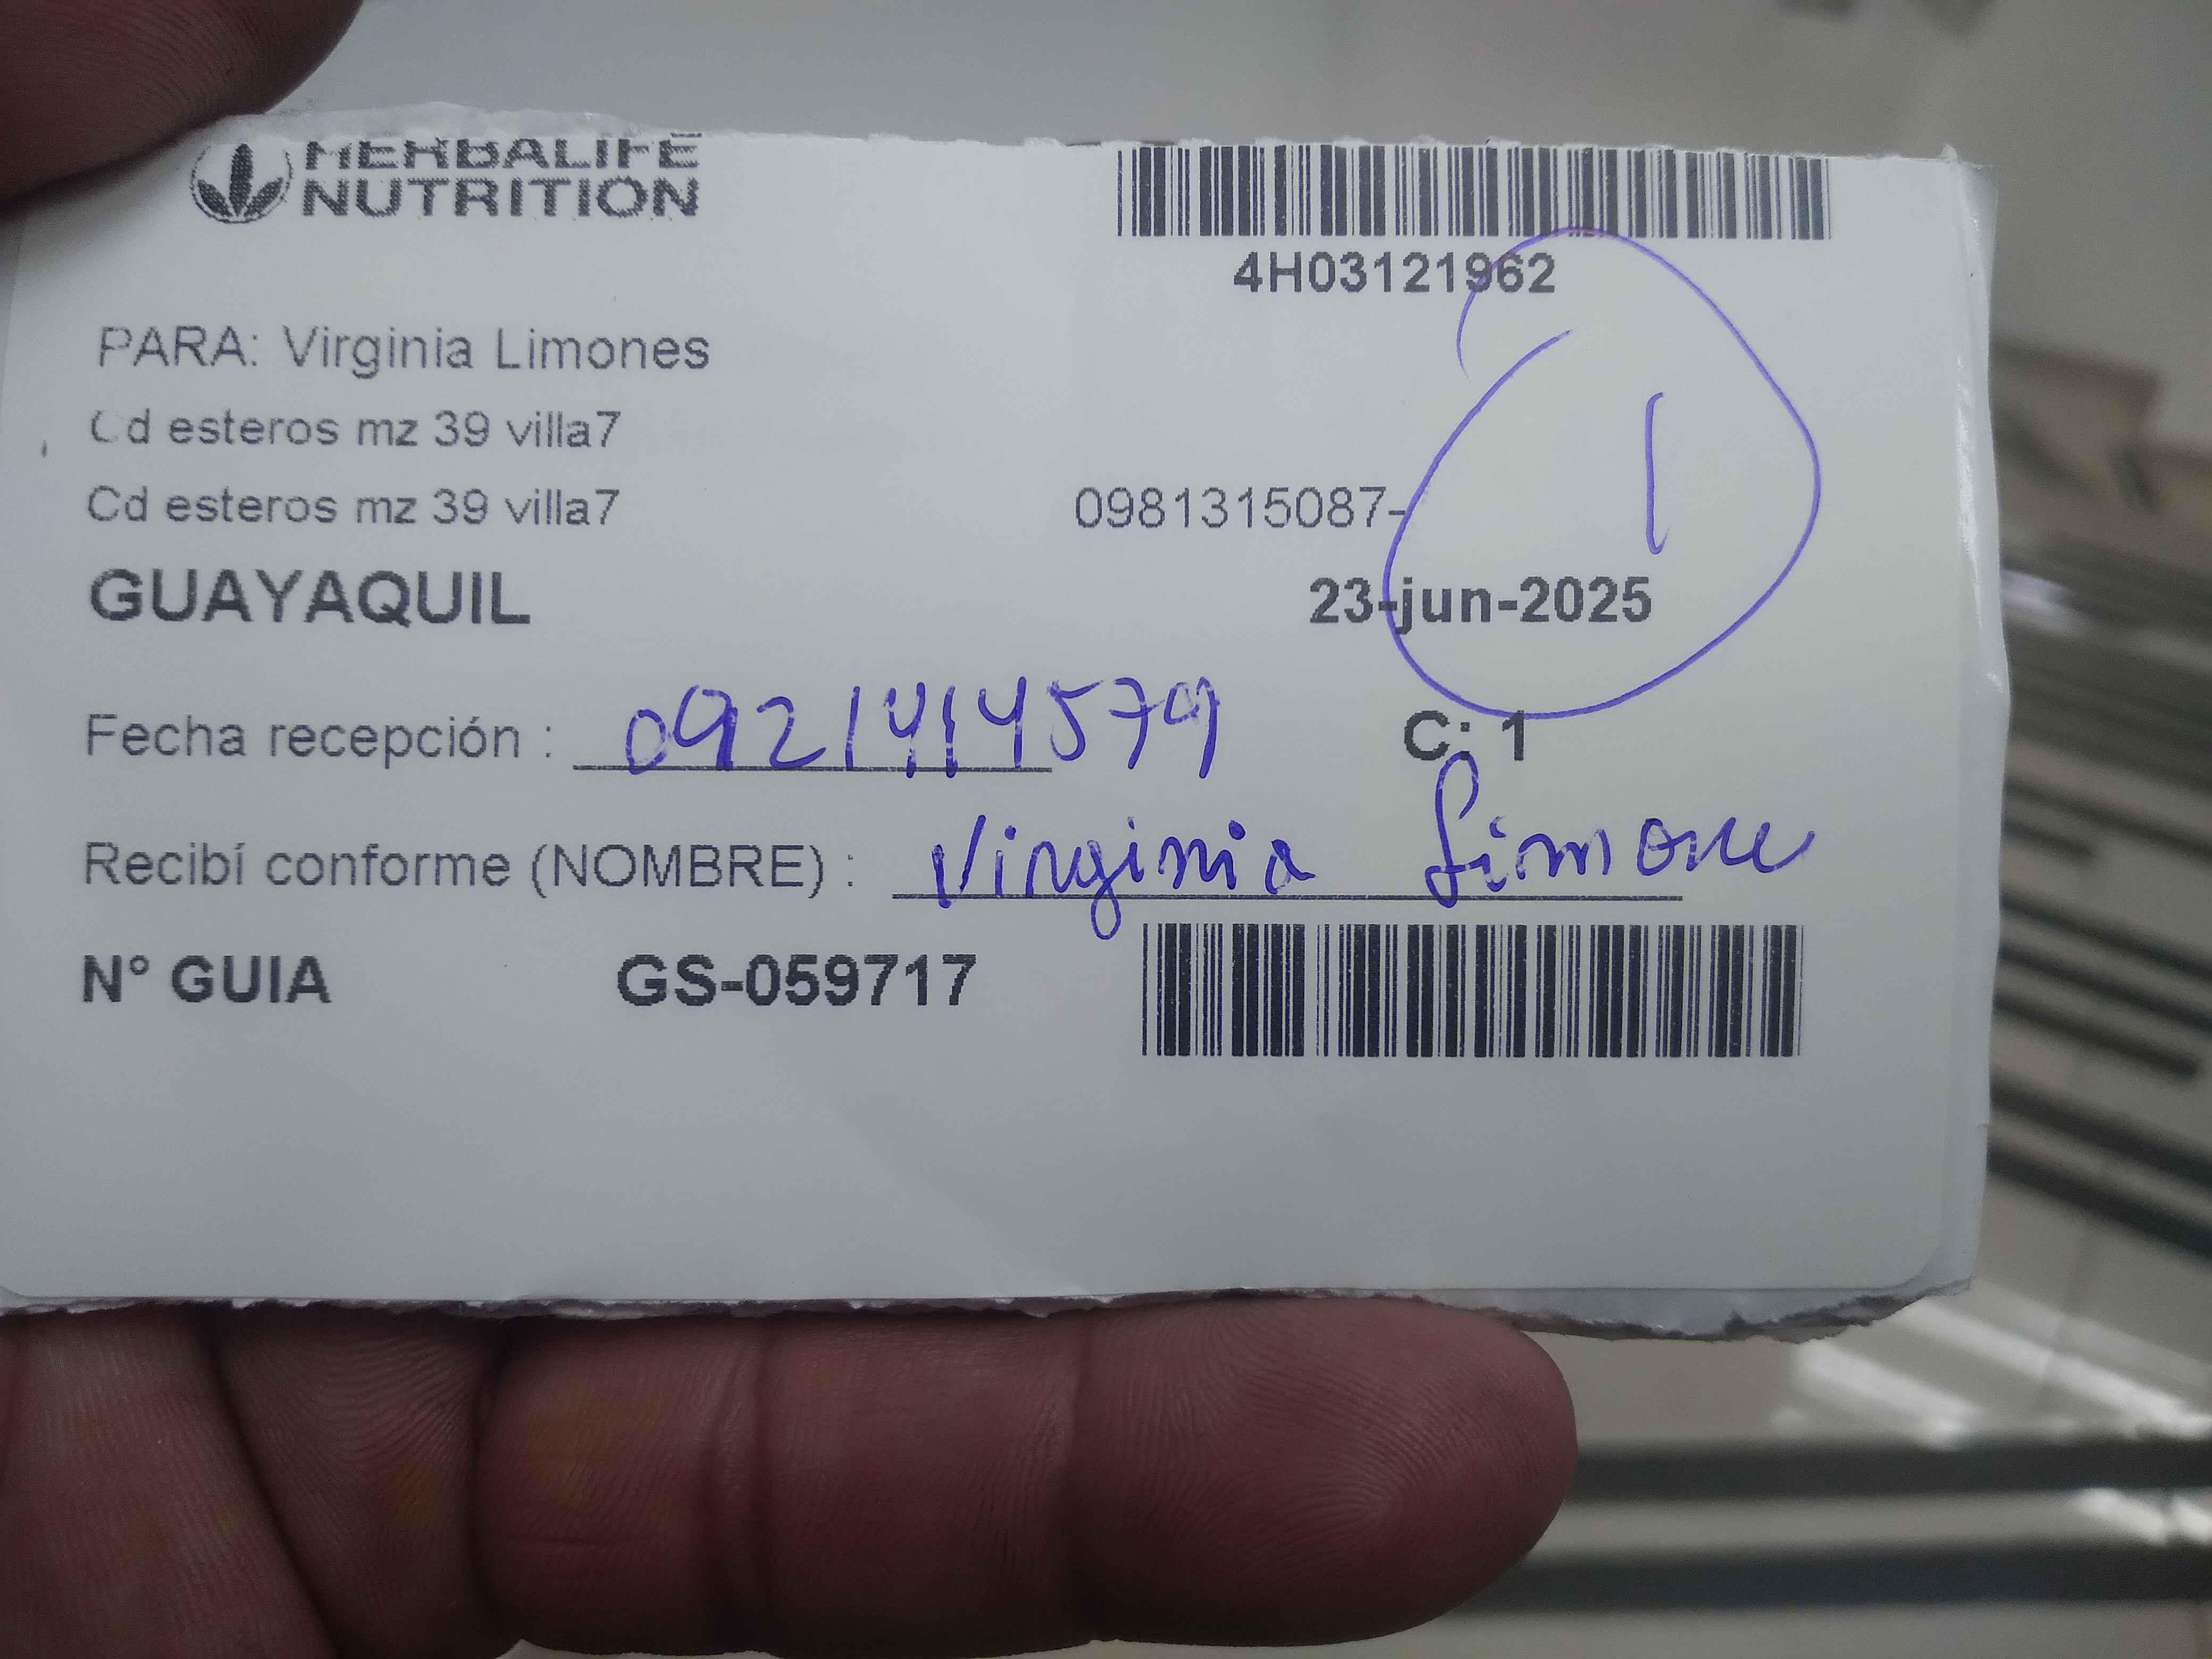 HERBALIFE
NUTRITION
4H03121962
PARA: Virginia Limones
Cd esteros mz 39 villa7
Cd esteros mz 39 villa7
0981315087-
1
GUAYAQUIL
23-jun-2025
Fecha recepción : 0921414579
C: 1
Recibí conforme (NOMBRE) : Virginia Limone
N° GUIA GS-059717